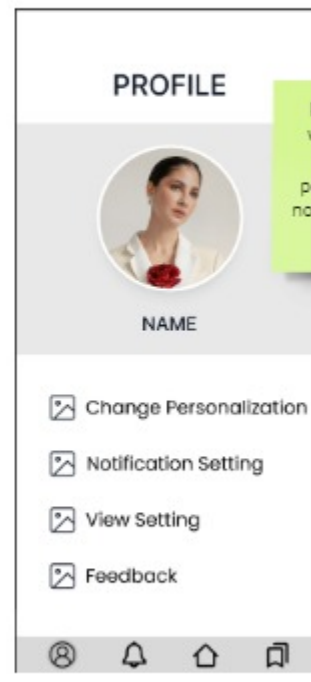 PROFILE
NAME
Change Personalization
Notification Setting
View Setting
Feedback